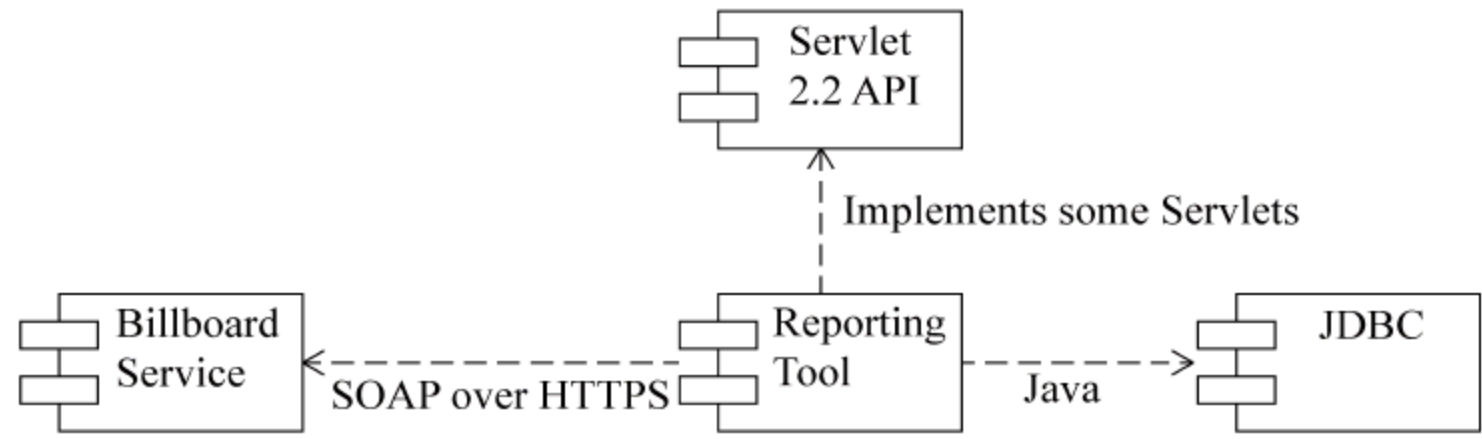 Servlet
2.2 API
Implements some Servlets
Billboard
Service
SOAP over HTTPS
Reporting
Tool
Java
JDBC